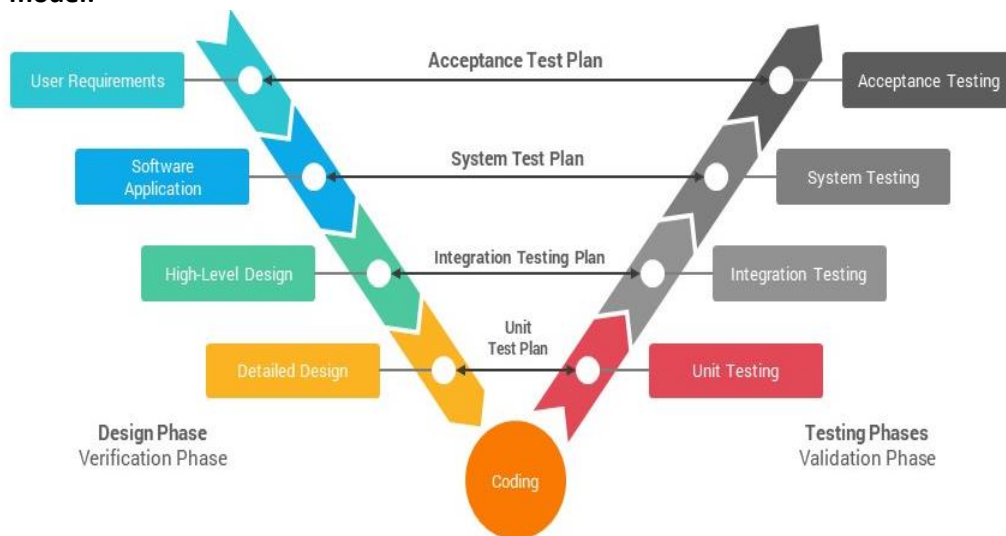 Acceptance Test Plan
User Requirements
Acceptance Testing
System Test Plan
Software
Application
System Testing
Integration Testing Plan
High-Level Design
Integration Testing
Unit
Test Plan
Detailed Design
Unit Testing
Design Phase
Verification Phase
Testing Phases
Validation Phase
Coding